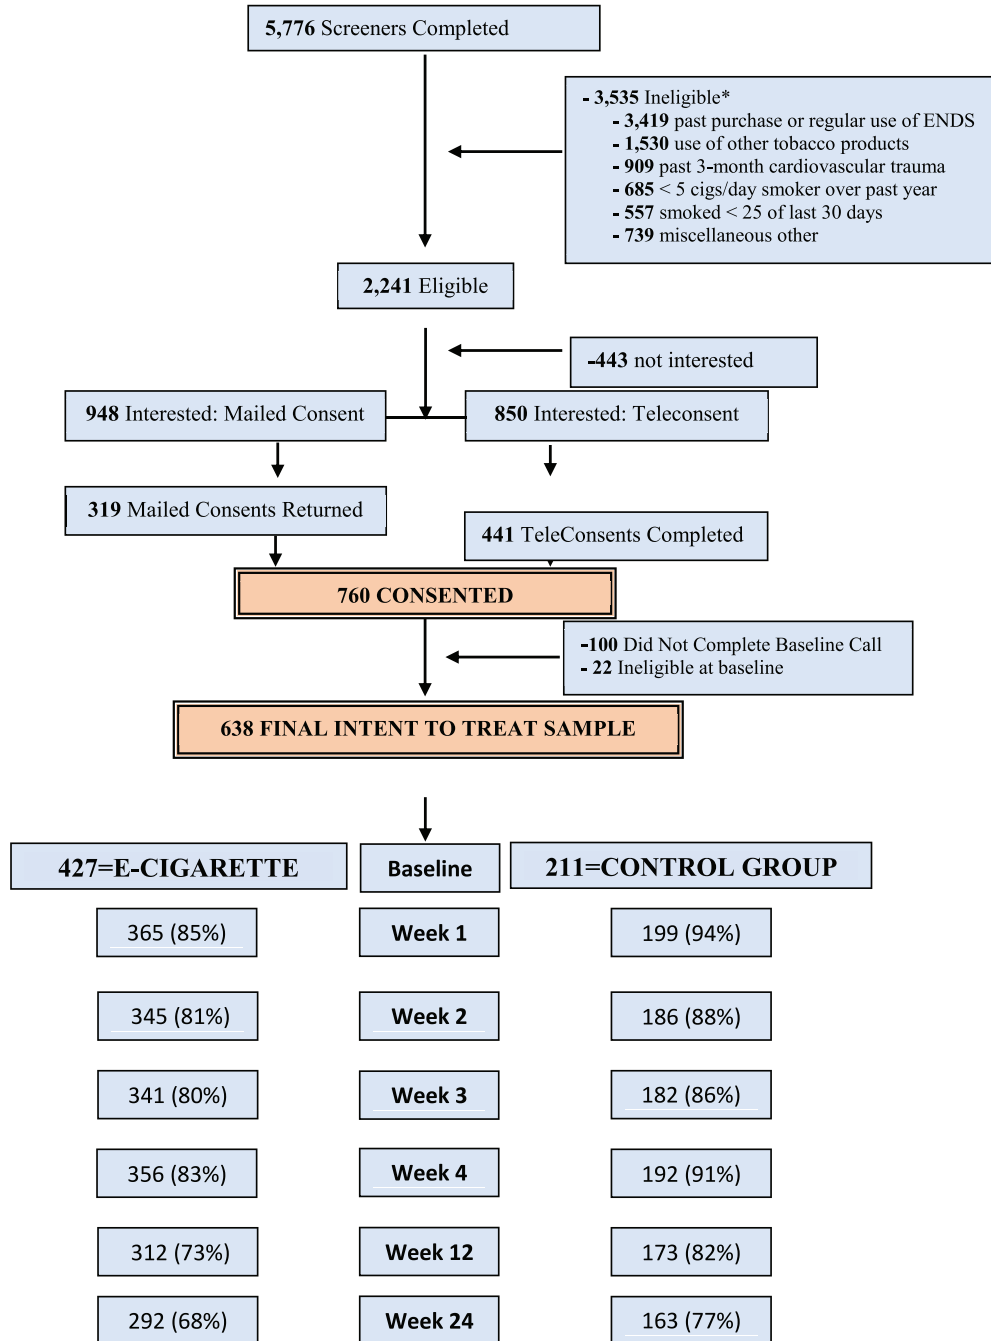 5,776 Screeners Completed
- 3,535 Ineligible*
- 3,419 past purchase or regular use of ENDS
- 1,530 use of other tobacco products
- 909 past 3-month cardiovascular trauma
- 685 < 5 cigs/day smoker over past year
- 557 smoked < 25 of last 30 days
- 739 miscellaneous other
2,241 Eligible
-443 not interested
948 Interested: Mailed Consent
850 Interested: Teleconsent
319 Mailed Consents Returned
441 TeleConsents Completed
760 CONSENTED
-100 Did Not Complete Baseline Call
- 22 Ineligible at baseline
638 FINAL INTENT TO TREAT SAMPLE
427=E-CIGARETTE Baseline 211=CONTROL GROUP
365 (85%) Week 1 199 (94%)
345 (81%) Week 2 186 (88%)
341 (80%) Week 3 182 (86%)
356 (83%) Week 4 192 (91%)
312 (73%) Week 12 173 (82%)
292 (68%) Week 24 163 (77%)